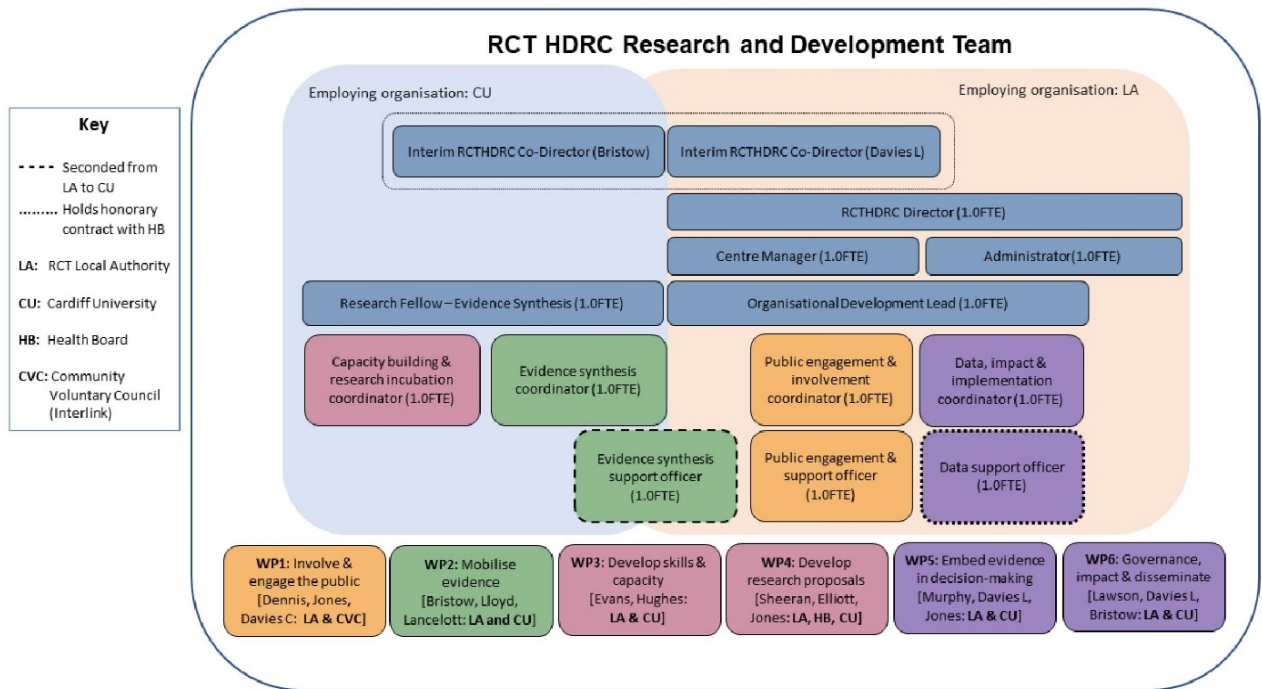 RCT HDRC Research and Development Team
Employing organisation: CU
Employing organisation: LA
Key
Seconded from
LA to CU
Holds honorary
contract with HB
LA: RCT Local Authority
CU: Cardiff University
HB: Health Board
CVC: Community
Voluntary Council
(Interlink)
Interim RCTHDRC Co-Director (Bristow)
Interim RCTHDRC Co-Director (Davies L)
RCTHDRC Director (1.0FTE)
Centre Manager (1.0FTE)
Administrator(1.0FTE)
Research Fellow – Evidence Synthesis (1.0FTE)
Organisational Development Lead (1.0FTE)
Capacity building &
research incubation
coordinator (1.0FTE)
Evidence synthesis
coordinator (1.0FTE)
Public engagement &
involvement
coordinator (1.0FTE)
Data, impact &
implementation
coordinator (1.0FTE)
Evidence synthesis
support officer
(1.0FTE)
Public engagement &
support officer
(1.0FTE)
Data support officer
(1.0FTE)
WP1: Involve &
engage the public
[Dennis, Jones,
Davies C: LA & CVC]
WP2: Mobilise
evidence
[Bristow, Lloyd,
Lancelott: LA and CU]
WP3: Develop skills &
capacity
[Evans, Hughes:
LA & CU]
WP4: Develop
research proposals
[Sheeran, Elliott,
Jones: LA, HB, CU]
WP5: Embed evidence
in decision-making
[Murphy, Davies L,
Jones: LA & CU]
WP6: Governance,
impact & disseminate
[Lawson, Davies L,
Bristow: LA & CU]